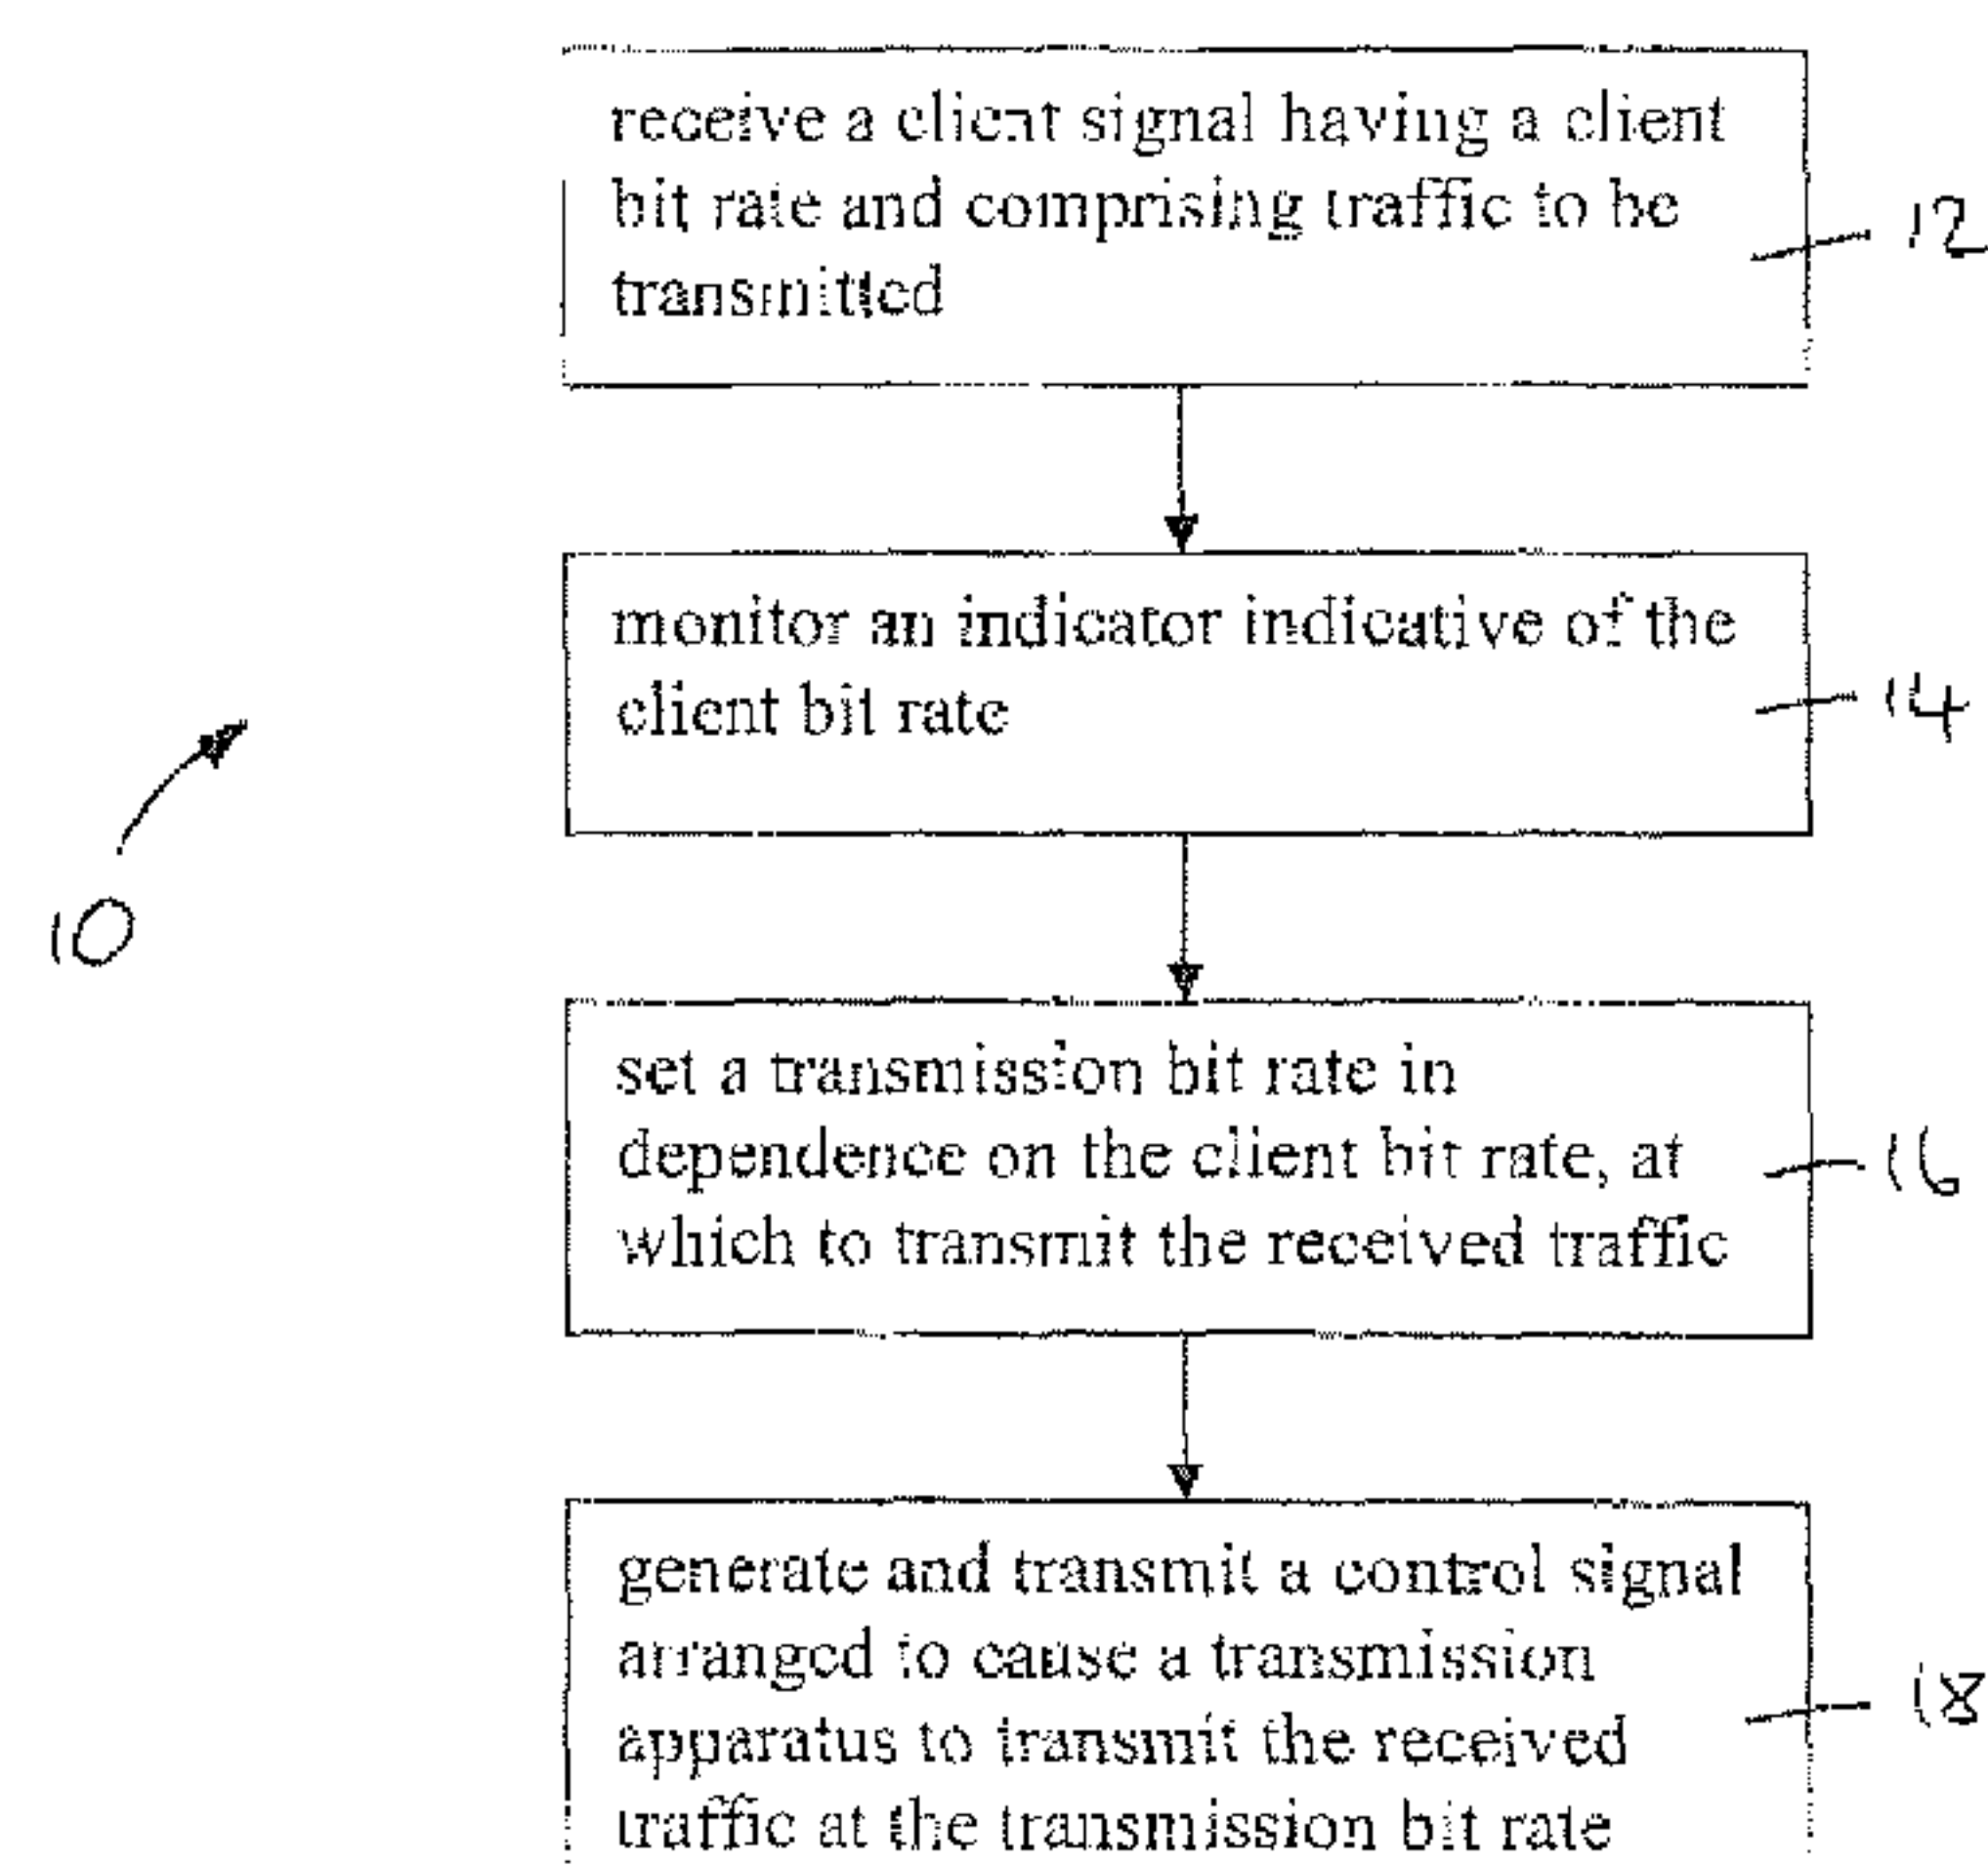 receive a client signal having a client
bit rate and comprising traffic to be
transmitted
12
monitor an indicator indicative of the
client bit rate
14
10
set a transmission bit rate in
dependence on the client bit rate, at
which to transmit the received traffic
16
generate and transmit a control signal
arranged to cause a transmission
apparatus to transmit the received
traffic at the transmission bit rate
18